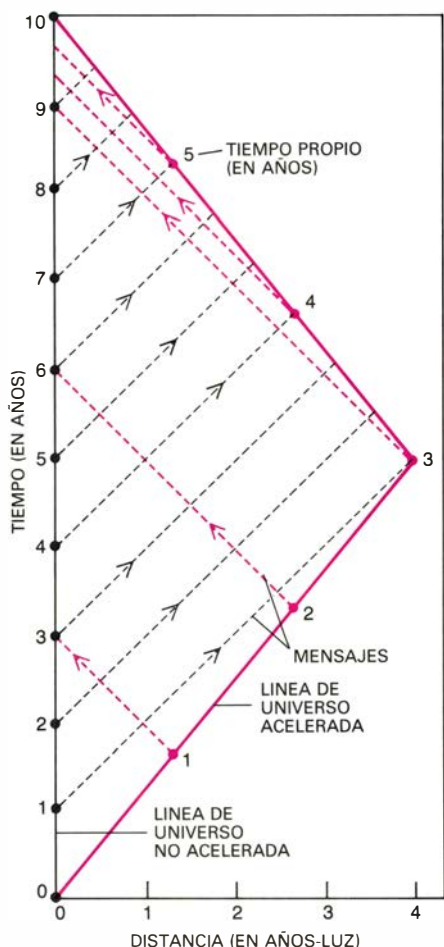 10
9
8
7
6
5
4
3
2
1
0
TIEMPO (EN AÑOS)
5
TIEMPO PROPIO
(EN AÑOS)
4
3
2
MENSAJES
LINEA DE
UNIVERSO
ACELERADA
1
LINEA DE
UNIVERSO
NO ACELERADA
0 1 2 3 4
DISTANCIA (EN AÑOS-LUZ)